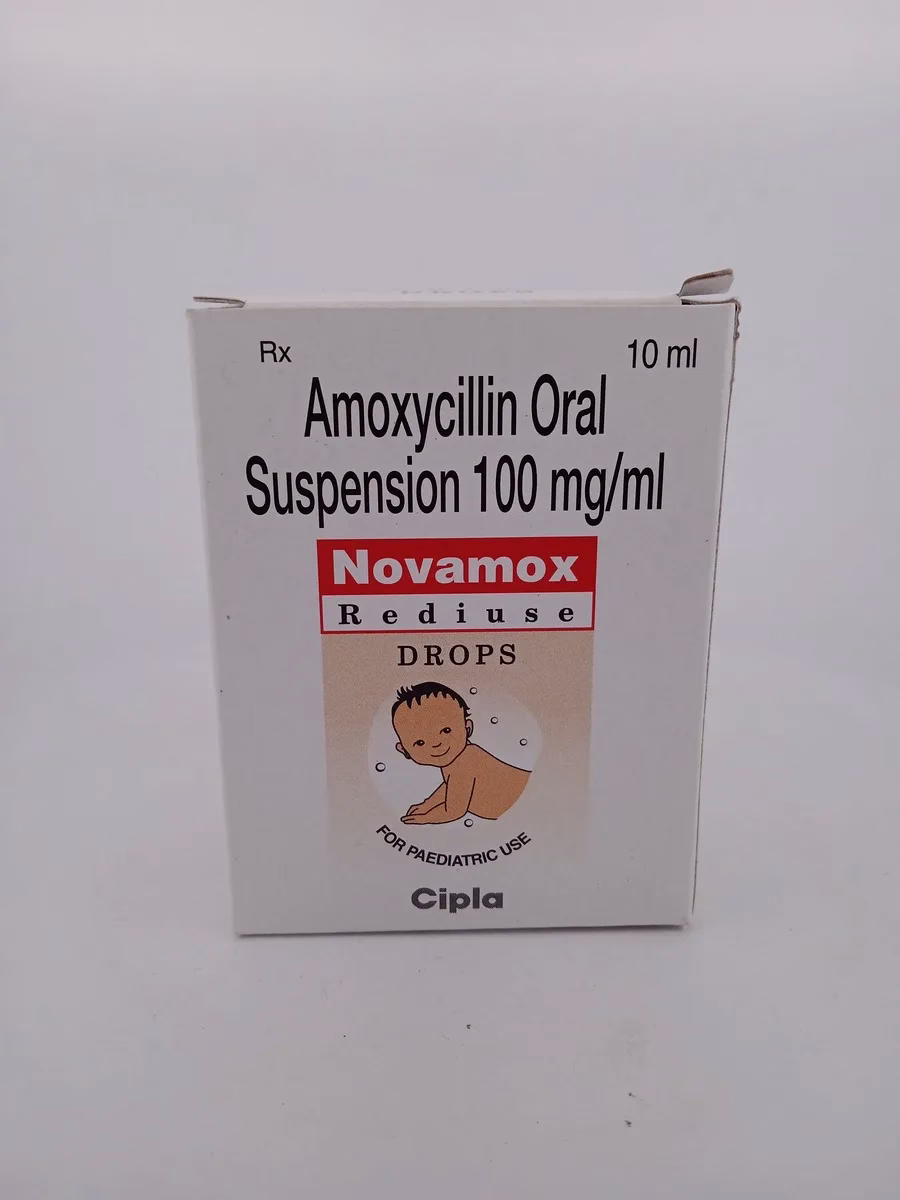 Rx
10 ml
Amoxycillin Oral
Suspension 100 mg/ml
Novamox
Rediuse
DROPS
FOR PAEDIATRIC USE
Cipla